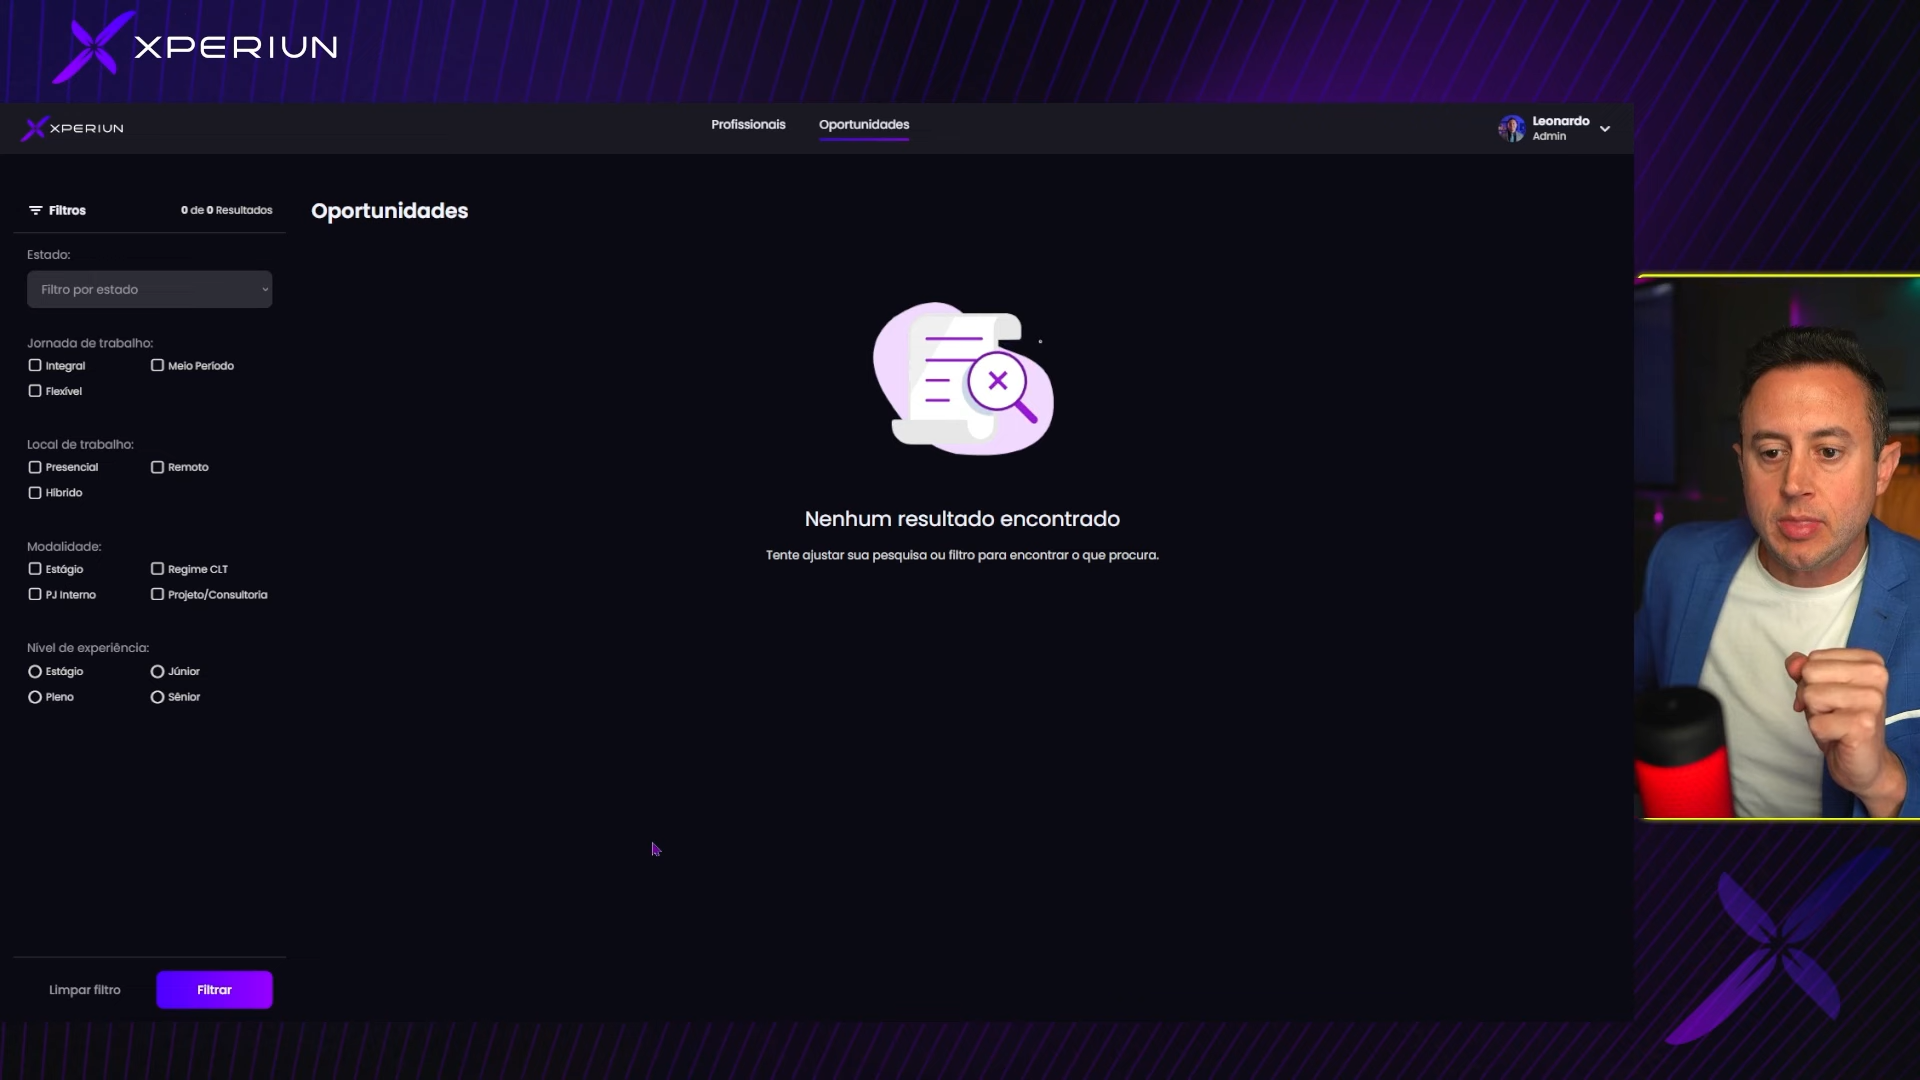 XPERIUN
XPERIUN
Profissionais
Oportunidades
Leonardo
Admin
Filtros
0 de 0 Resultados
Oportunidades
Estado:
Filtro por estado
Jornada de trabalho:
Integral
Meio Período
Flexível
Local de trabalho:
Presencial
Remoto
Híbrido
Modalidade:
Estágio
Regime CLT
PJ Interno
Projeto/Consultoria
Nível de experiência:
Estágio
Júnior
Pleno
Sênior
Nenhum resultado encontrado
Tente ajustar sua pesquisa ou filtro para encontrar o que procura.
Limpar filtro
Filtrar